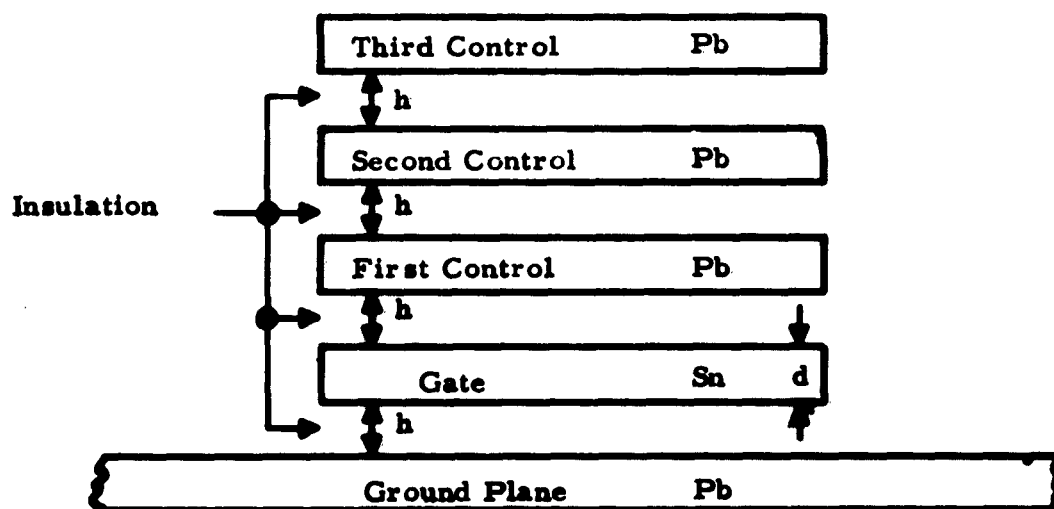 Third Control Pb
h
Second Control Pb
Insulation
h
First Control Pb
h
Gate Sn d
h
Ground Plane Pb